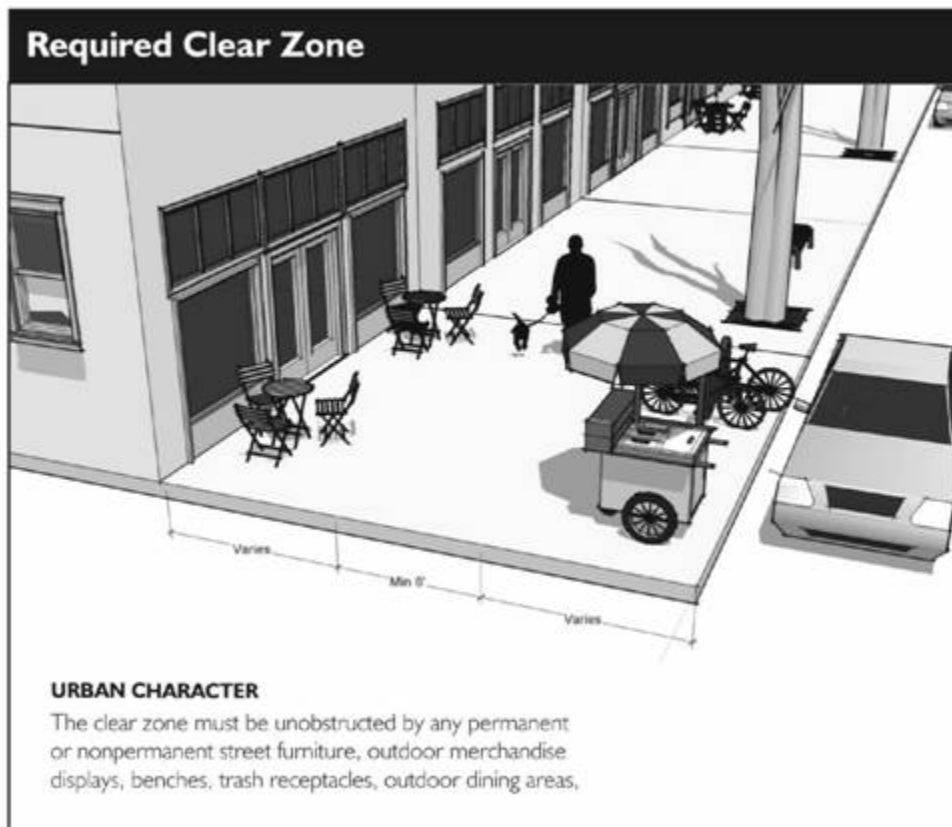 Required Clear Zone
Varies
Min 6'
Varies
URBAN CHARACTER
The clear zone must be unobstructed by any permanent
or nonpermanent street furniture, outdoor merchandise
displays, benches, trash receptacles, outdoor dining areas,